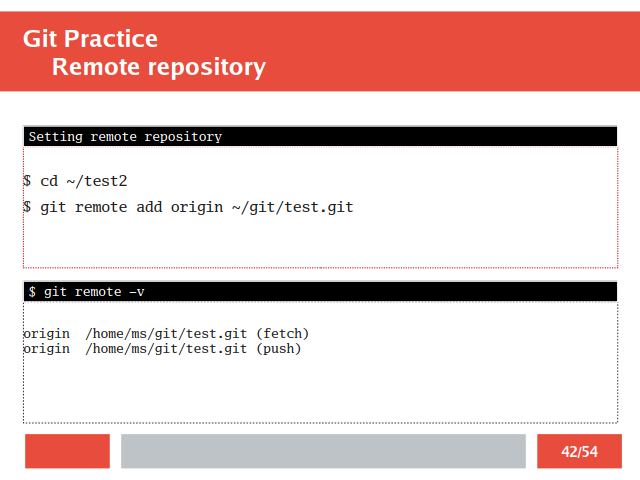 Git Practice
Remote repository
Setting remote repository
$ cd ~/test2
$ git remote add origin ~/git/test.git
$ git remote -v
origin  /home/ms/git/test.git (fetch)
origin  /home/ms/git/test.git (push)
42/54